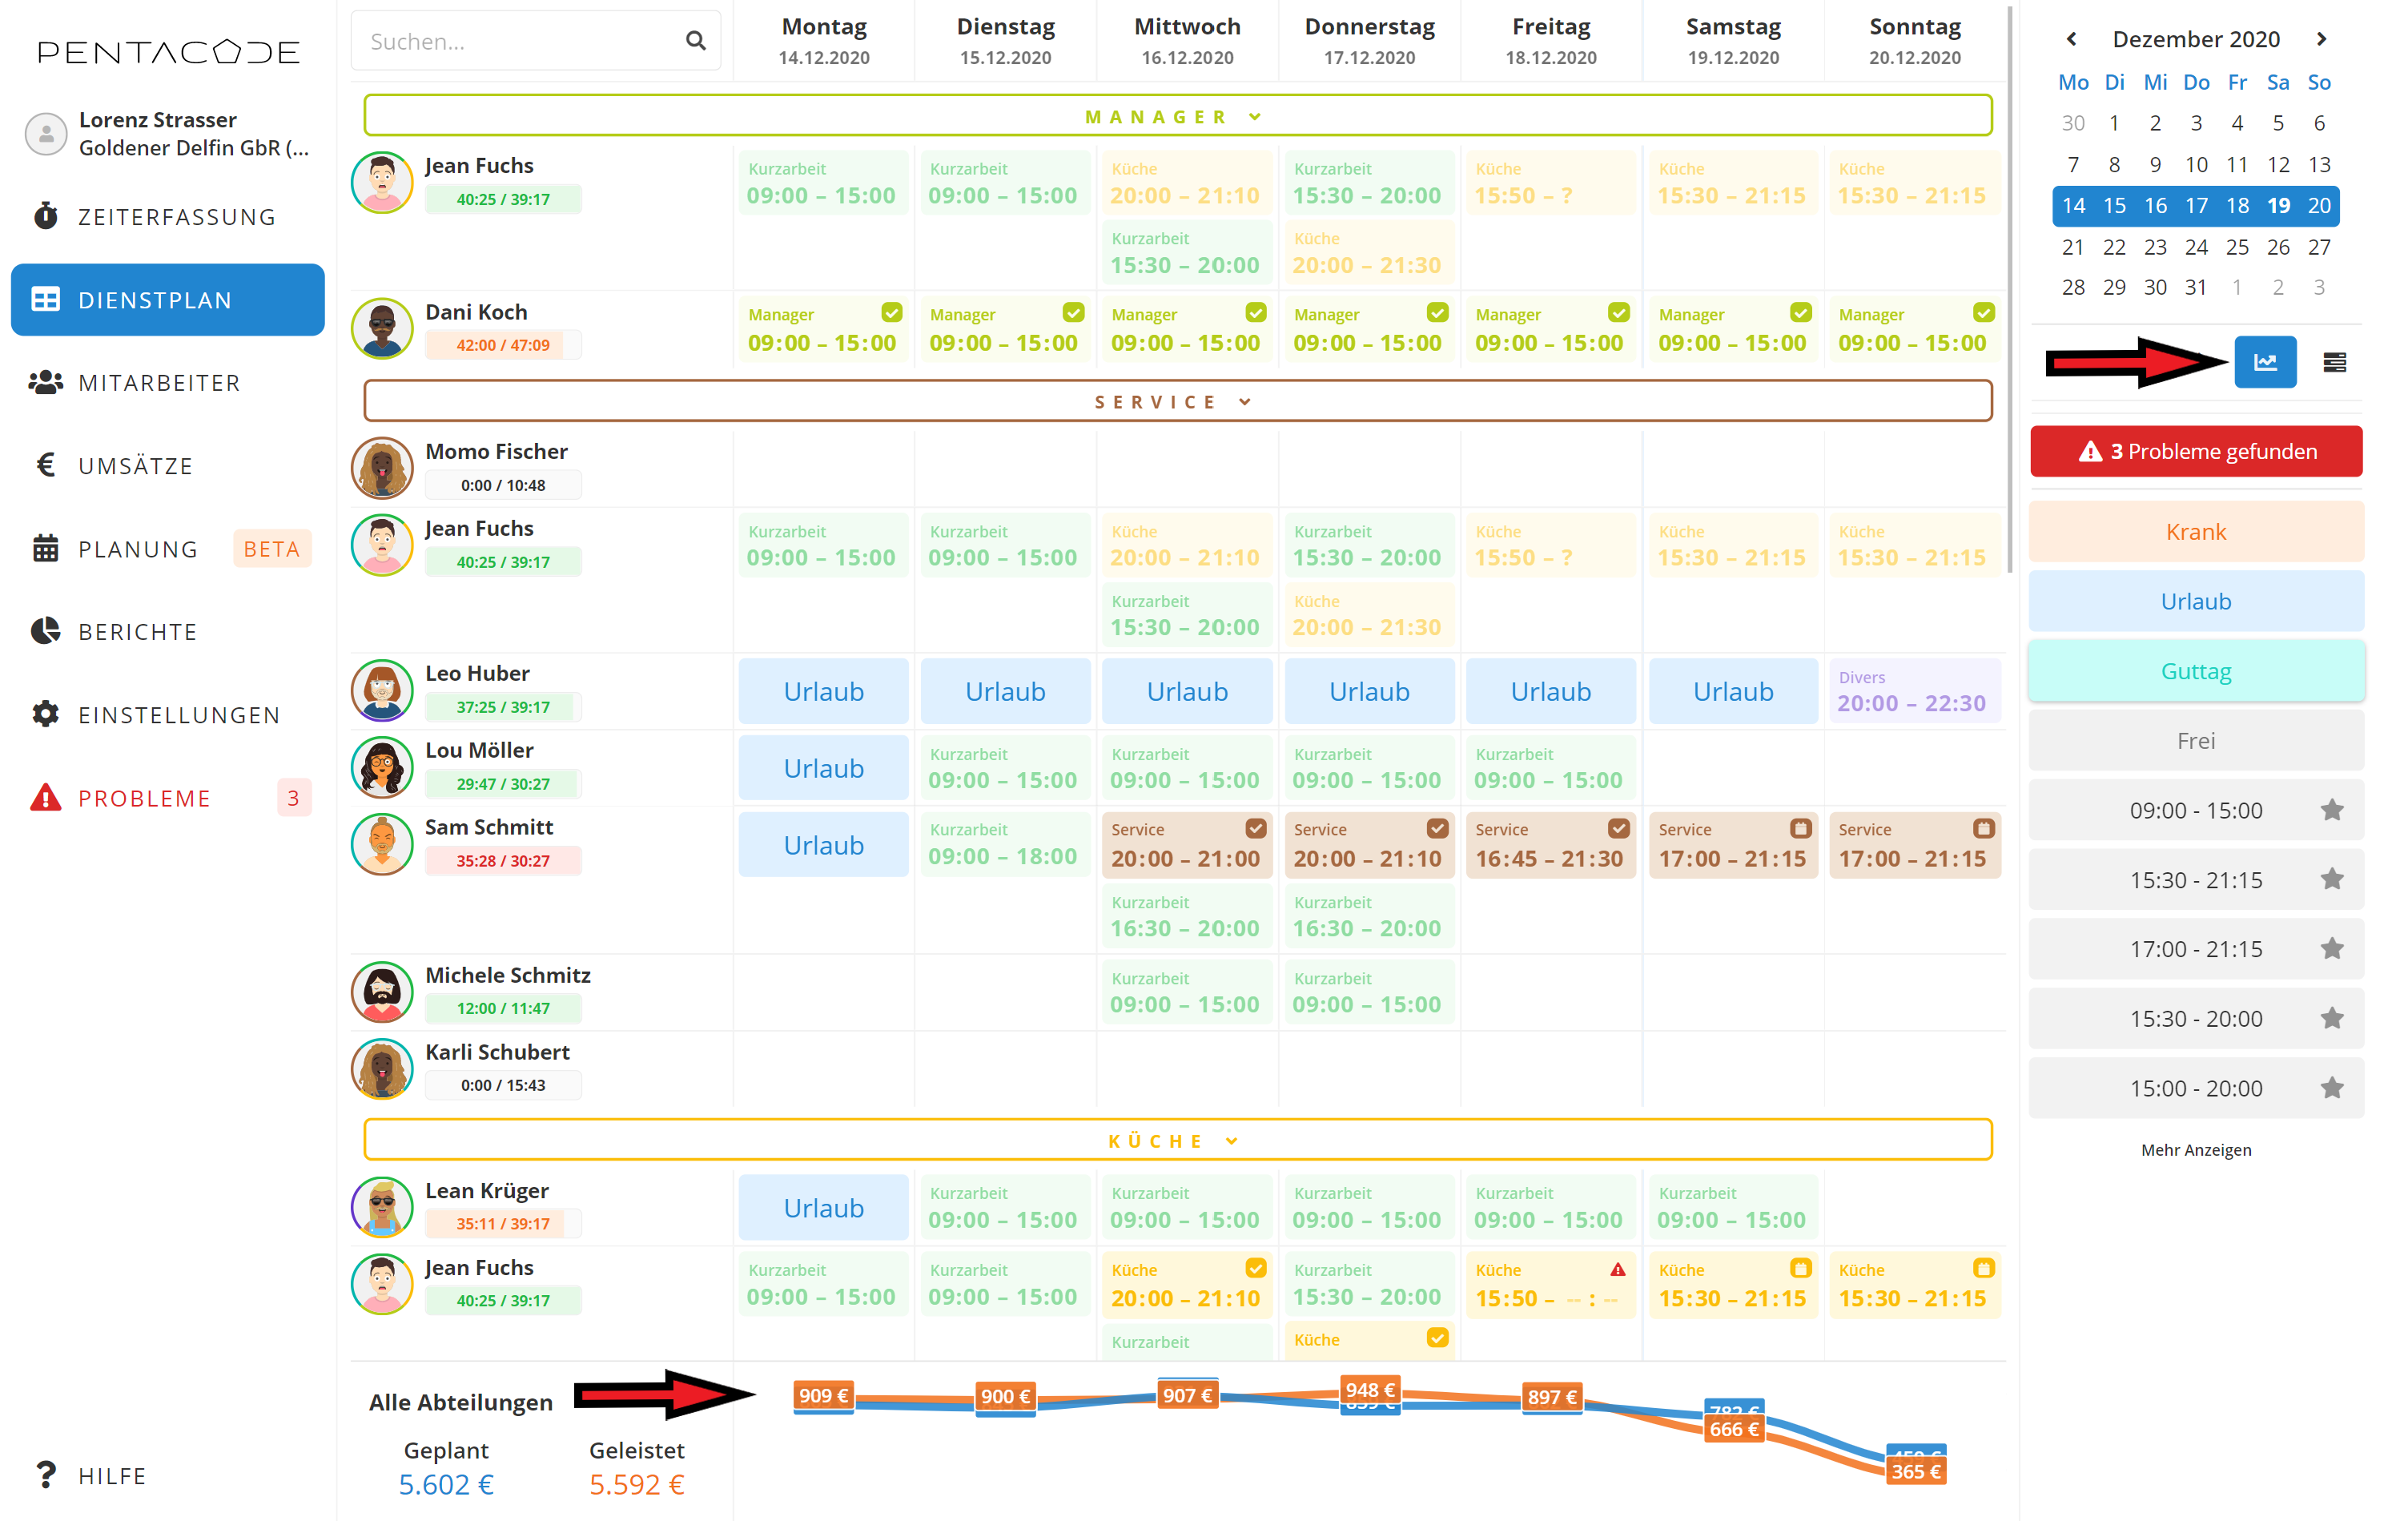 PENTACODE
Lorenz Strasser
Goldener Delfin GbR (...
ZEITERFASSUNG
DIENSTPLAN
MITARBEITER
UMSÄTZE
PLANUNG BETA
BERICHTE
EINSTELLUNGEN
PROBLEME 3
HILFE
Suchen...
Montag Dienstag Mittwoch Donnerstag Freitag Samstag Sonntag
14.12.2020 15.12.2020 16.12.2020 17.12.2020 18.12.2020 19.12.2020 20.12.2020
MANAGER
Jean Fuchs
40:25 / 39:17
Kurzarbeit Kurzarbeit Küche Kurzarbeit Küche Küche Küche
09:00 – 15:00 09:00 – 15:00 20:00 – 21:10 15:30 – 20:00 15:50 – ? 15:30 – 21:15 15:30 – 21:15
Kurzarbeit Küche
15:30 – 20:00 20:00 – 21:30
Dani Koch
42:00 / 47:09
Manager Manager Manager Manager Manager Manager Manager
09:00 – 15:00 09:00 – 15:00 09:00 – 15:00 09:00 – 15:00 09:00 – 15:00 09:00 – 15:00 09:00 – 15:00
SERVICE
Momo Fischer
0:00 / 10:48
Jean Fuchs
40:25 / 39:17
Kurzarbeit Kurzarbeit Küche Kurzarbeit Küche Küche Küche
09:00 – 15:00 09:00 – 15:00 20:00 – 21:10 15:30 – 20:00 15:50 – ? 15:30 – 21:15 15:30 – 21:15
Kurzarbeit Küche
15:30 – 20:00 20:00 – 21:30
Leo Huber
37:25 / 39:17
Urlaub Urlaub Urlaub Urlaub Urlaub Urlaub Divers
20:00 – 22:30
Lou Möller
29:47 / 30:27
Urlaub Kurzarbeit Kurzarbeit Kurzarbeit Kurzarbeit
09:00 – 15:00 09:00 – 15:00 09:00 – 15:00 09:00 – 15:00
Sam Schmitt
35:28 / 30:27
Urlaub Kurzarbeit Service Service Service Service Service
09:00 – 18:00 20:00 – 21:00 20:00 – 21:10 16:45 – 21:30 17:00 – 21:15 17:00 – 21:15
Kurzarbeit Kurzarbeit
16:30 – 20:00 16:30 – 20:00
Michele Schmitz
12:00 / 11:47
Kurzarbeit Kurzarbeit
09:00 – 15:00 09:00 – 15:00
Karli Schubert
0:00 / 15:43
KÜCHE
Lean Krüger
35:11 / 39:17
Urlaub Kurzarbeit Kurzarbeit Kurzarbeit Kurzarbeit Kurzarbeit
09:00 – 15:00 09:00 – 15:00 09:00 – 15:00 09:00 – 15:00 09:00 – 15:00
Jean Fuchs
40:25 / 39:17
Kurzarbeit Kurzarbeit Küche Kurzarbeit Küche Küche Küche
09:00 – 15:00 09:00 – 15:00 20:00 – 21:10 15:30 – 20:00 15:50 – -- : -- 15:30 – 21:15 15:30 – 21:15
Kurzarbeit Küche
Alle Abteilungen
Geplant Geleistet
5.602 € 5.592 €
909 € 900 € 907 € 948 € 897 € 782 € 666 € 365 €
Dezember 2020
Mo Di Mi Do Fr Sa So
30 1 2 3 4 5 6
7 8 9 10 11 12 13
14 15 16 17 18 19 20
21 22 23 24 25 26 27
28 29 30 31 1 2 3
3 Probleme gefunden
Krank
Urlaub
Guttag
Frei
09:00 - 15:00
15:30 - 21:15
17:00 - 21:15
15:30 - 20:00
15:00 - 20:00
Mehr Anzeigen